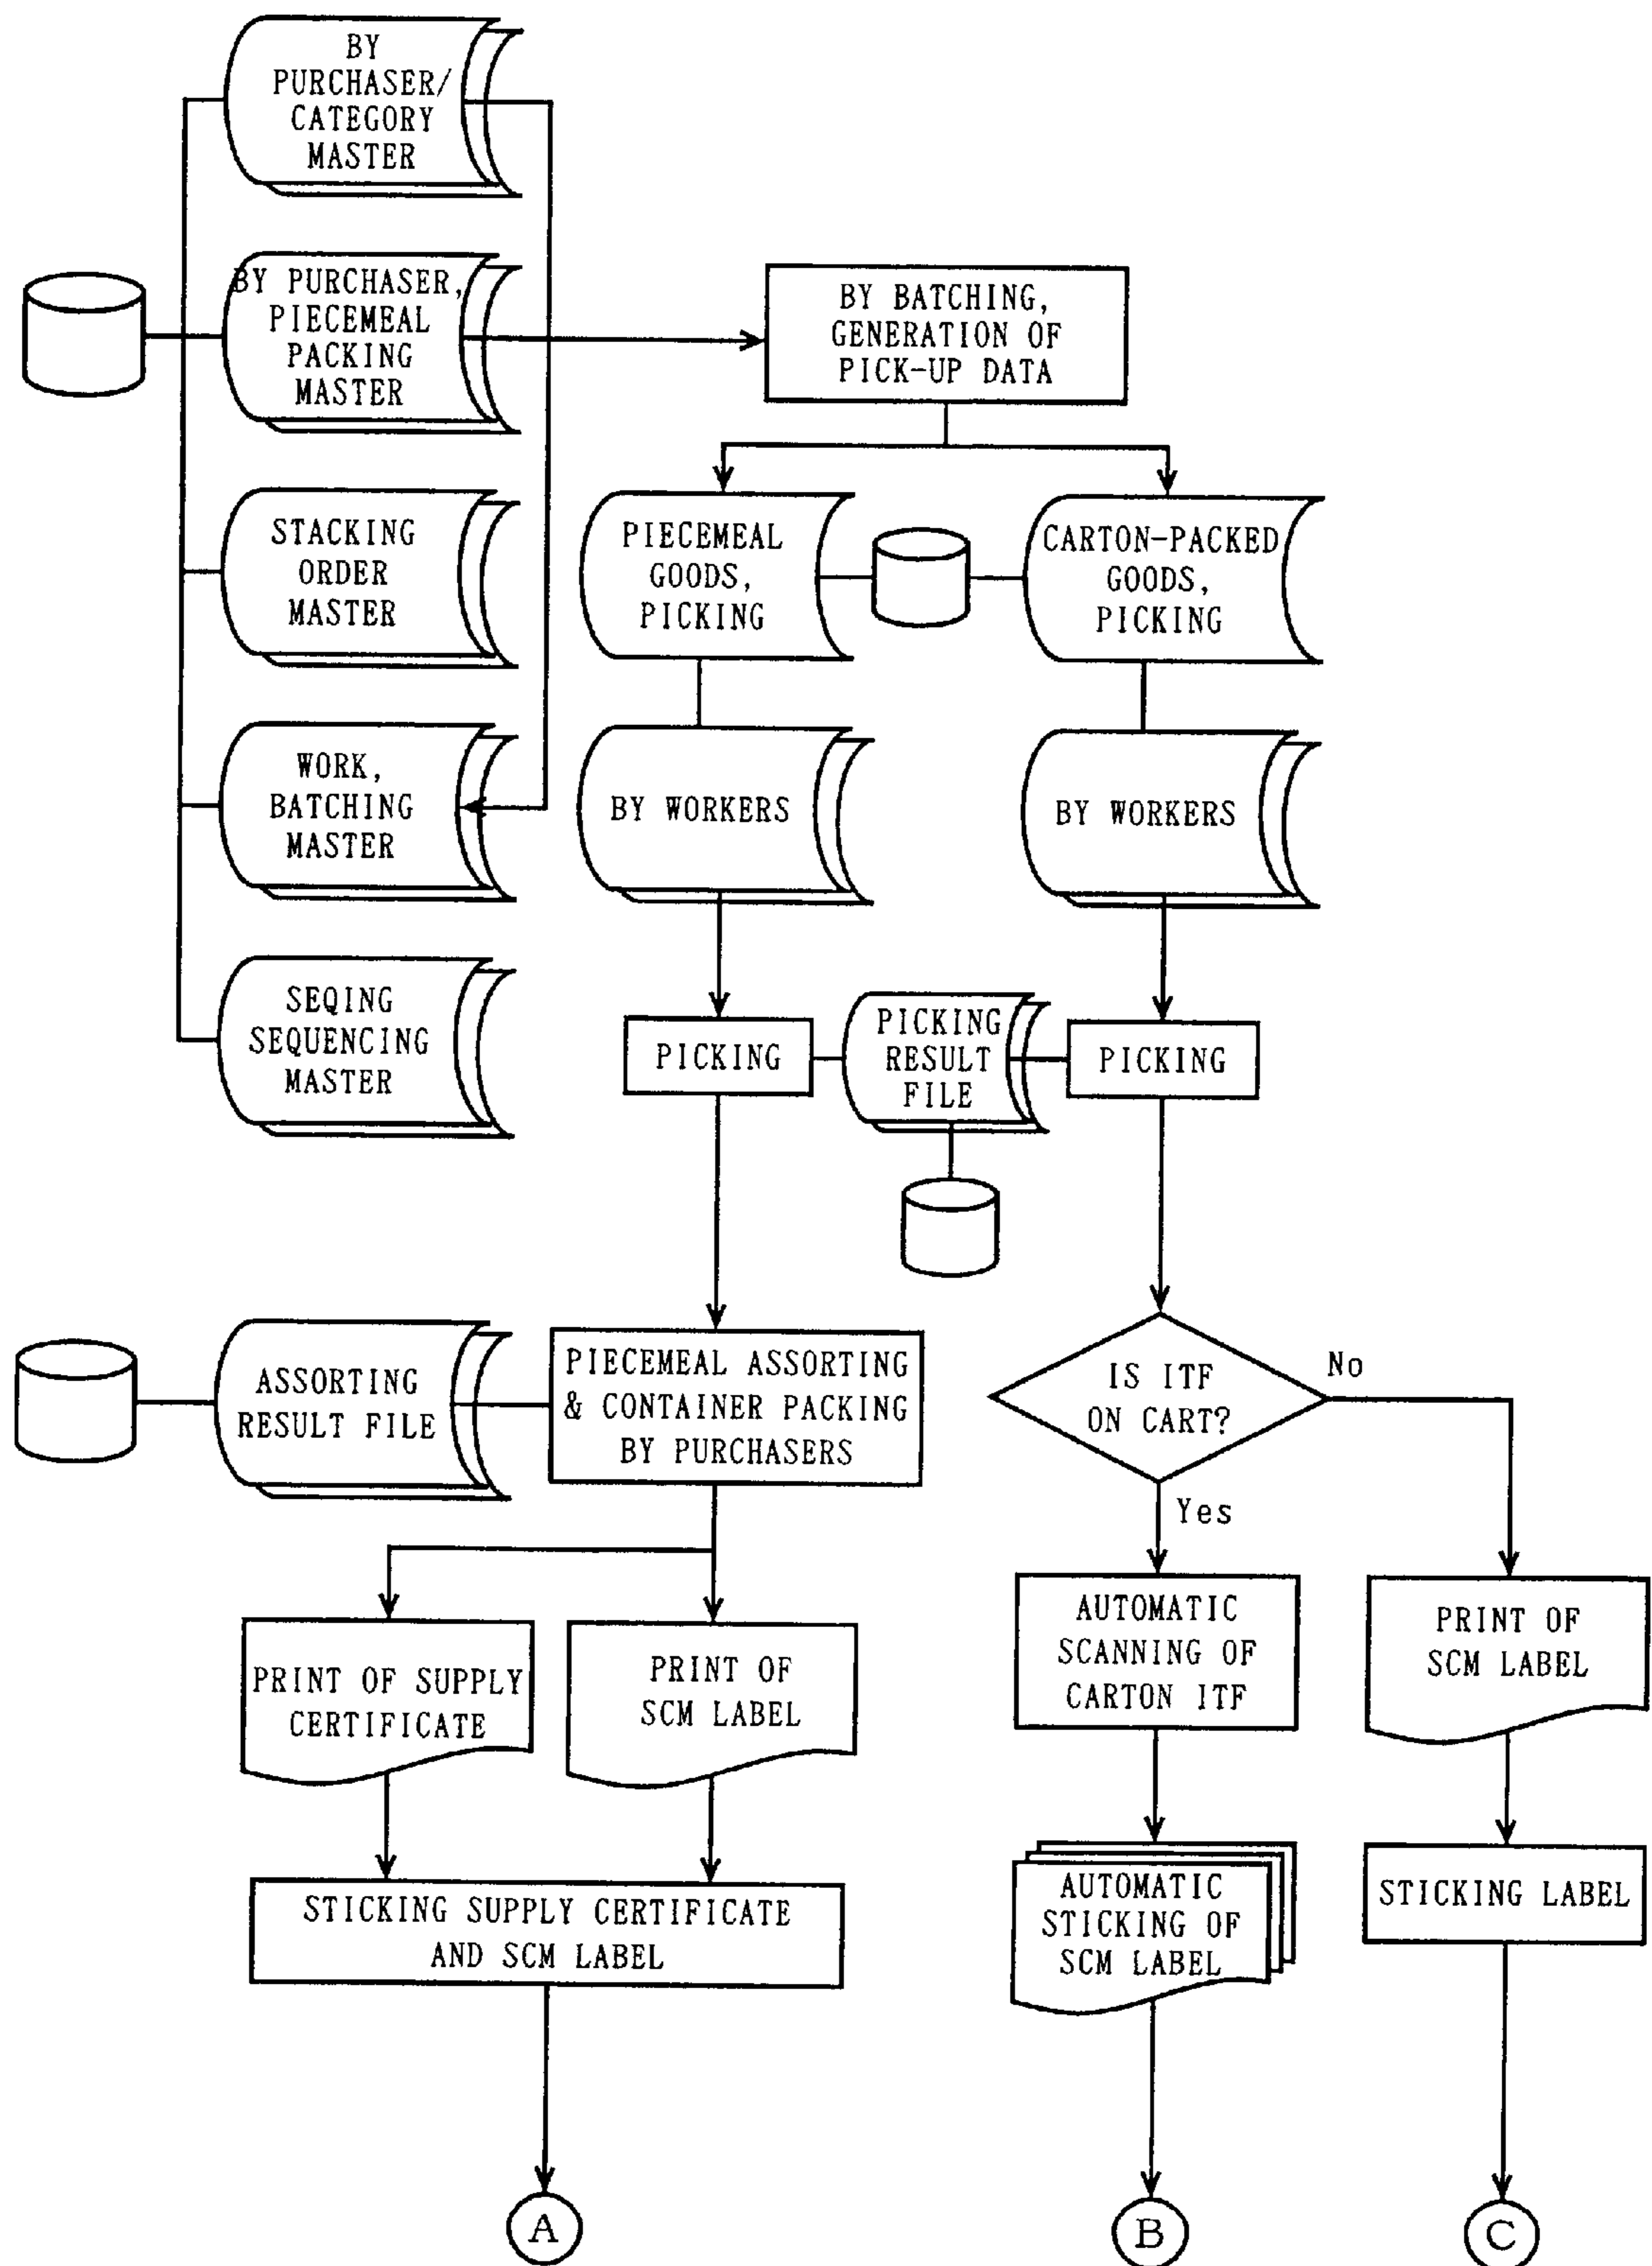 BY
PURCHASER/
CATEGORY
MASTER
BY PURCHASER,
PIECEMEAL
PACKING
MASTER
BY BATCHING,
GENERATION OF
PICK-UP DATA
STACKING
ORDER
MASTER
PIECEMEAL
GOODS,
PICKING
CARTON-PACKED
GOODS,
PICKING
WORK,
BATCHING
MASTER
BY WORKERS
BY WORKERS
SEQING
SEQUENCING
MASTER
PICKING
PICKING
RESULT
FILE
PICKING
ASSORTING
RESULT FILE
PIECEMEAL ASSORTING
& CONTAINER PACKING
BY PURCHASERS
IS ITF
ON CART?
No
Yes
PRINT OF SUPPLY
CERTIFICATE
PRINT OF
SCM LABEL
AUTOMATIC
SCANNING OF
CARTON ITF
PRINT OF
SCM LABEL
STICKING SUPPLY CERTIFICATE
AND SCM LABEL
AUTOMATIC
STICKING OF
SCM LABEL
STICKING LABEL
A
B
C